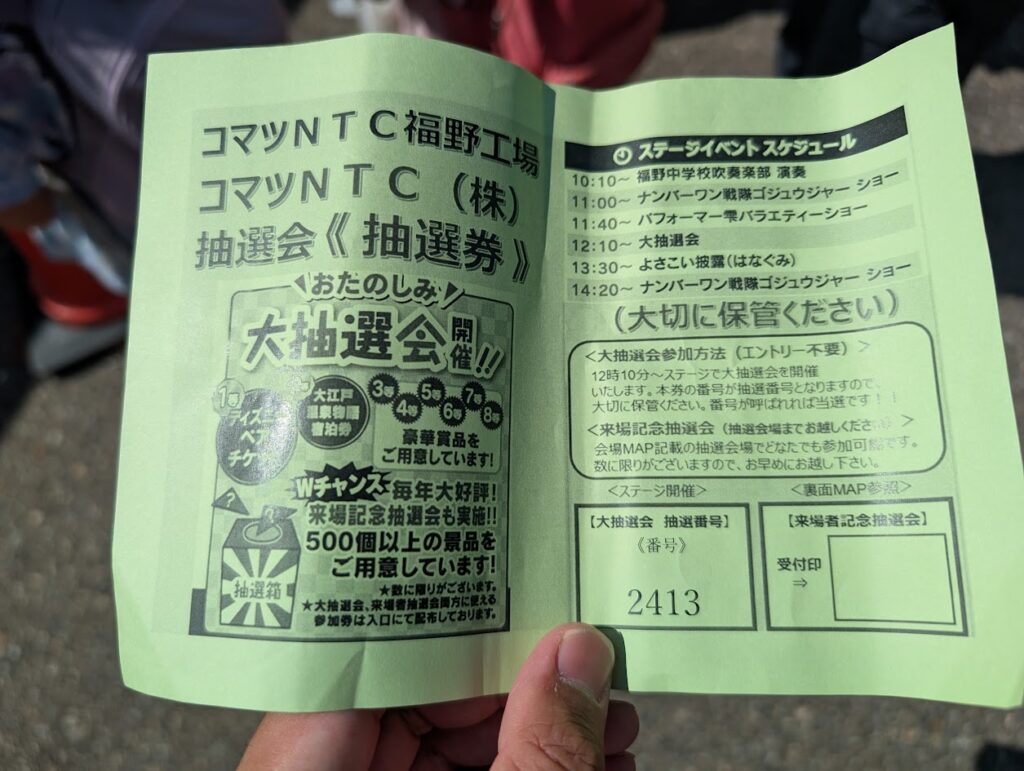 コマツNTC福野工場
コマツNTC（株）
抽選会《抽選券》
おたのしみ
大抽選会開催!!
1等
ペア
チケ
大江戸
温泉物語
宿泊券
3等
4等
5等
6等
7等
8等
豪華賞品を
ご用意しています!
Wチャンス 毎年大好評!
来場記念抽選会も実施!!
500個以上の景品を
ご用意しています!
?
抽選箱
★数に限りがございます。
★大抽選会、来場者抽選会両方に使える
参加券は入口にて配布しております。
ステージイベント スケジュール
10:10～ 福野中学校吹奏楽部 演奏
11:00～ ナンバーワン戦隊ゴジュウジャー ショー
11:40～ パフォーマー雫バラエティーショー
12:10～ 大抽選会
13:30～ よさこい披露(はなぐみ)
14:20～ ナンバーワン戦隊ゴジュウジャー ショー
（大切に保管ください）
＜大抽選会参加方法（エントリー不要）＞
12時10分～ステージで大抽選会を開催
いたします。本券の番号が抽選番号となりますので、
大切に保管ください。番号が呼ばれれば当選です！！
＜来場記念抽選会（抽選会場までお越しください）＞
会場MAP記載の抽選会場でどなたでも参加可能です。
数に限りがございますので、お早めにお越し下さい。
＜ステージ開催＞
＜裏面MAP参照＞
【大抽選会 抽選番号】
《番号》
2413
【来場者記念抽選会】
受付印
⇒